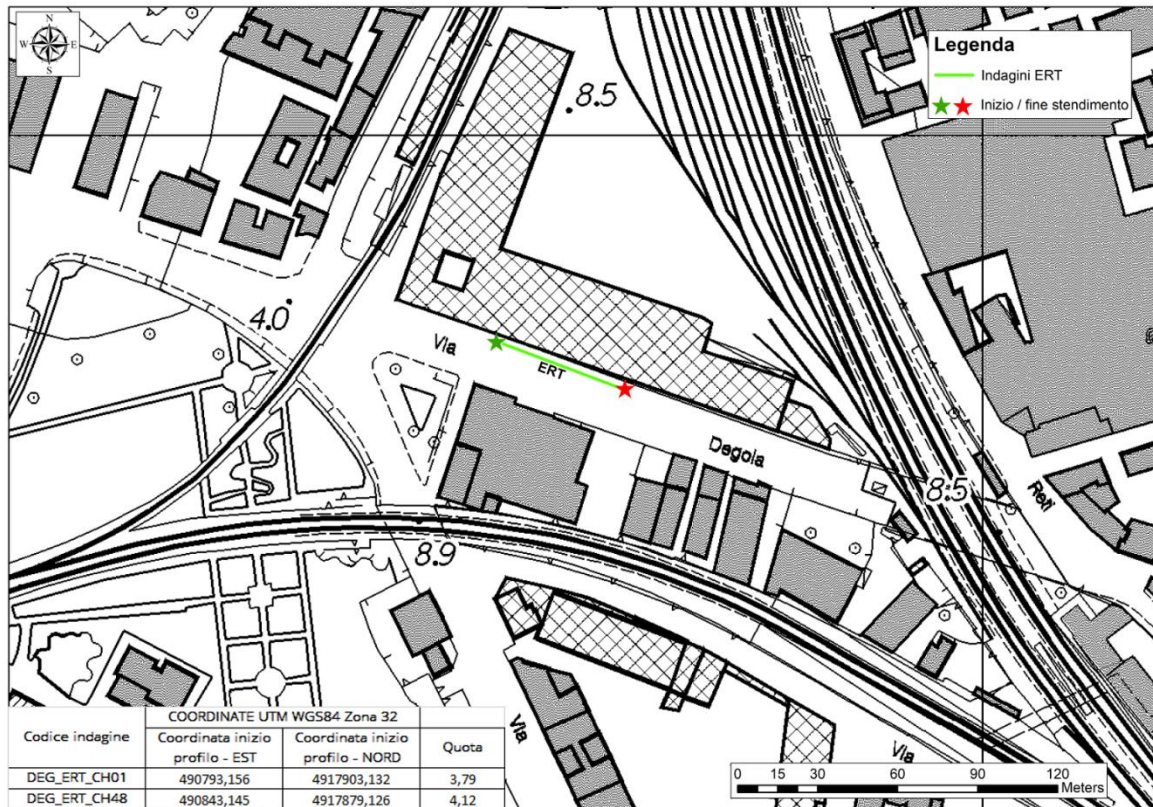 N
W E
S
8.5
Legenda
Indagini ERT
Inizio / fine stendimento
4.0
Via
ERT
Degola
8.5
Reti
8.9
Via
Via
COORDINATE UTM WGS84 Zona 32
Codice indagine
Coordinata inizio profilo - EST
Coordinata inizio profilo - NORD
Quota
DEG_ERT_CH01 490793,156 4917903,132 3,79
DEG_ERT_CH48 490843,145 4917879,126 4,12
0 15 30 60 90 120
Meters